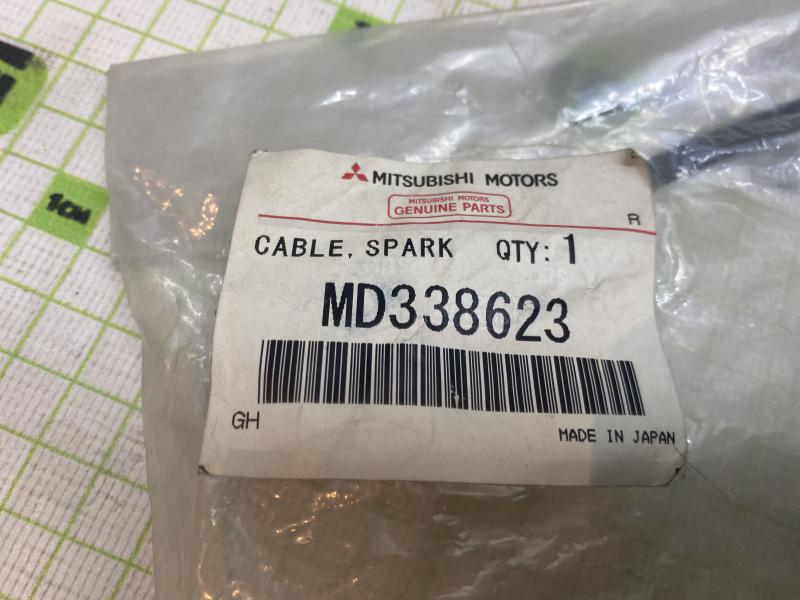 1CM
MITSUBISHI MOTORS
MITSUBISHI MOTORS
GENUINE PARTS
R
CABLE, SPARK QTY: 1
MD338623
GH
MADE IN JAPAN